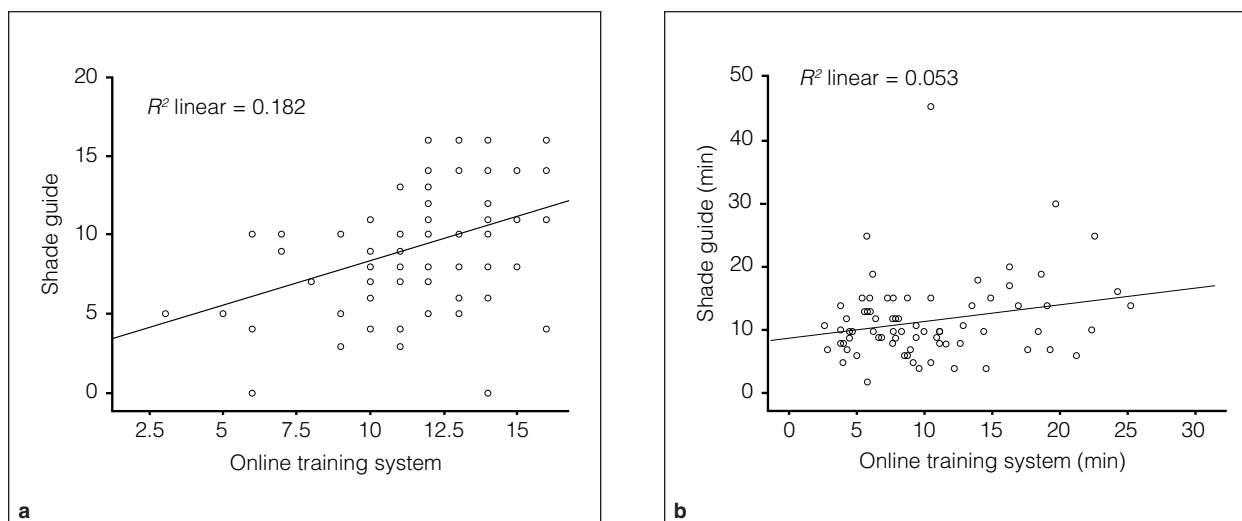 20
R² linear = 0.182
15
10
5
0
Shade guide
2.5 5 7.5 10 12.5 15
Online training system
a
50
R² linear = 0.053
40
30
20
10
0
Shade guide (min)
0 5 10 15 20 25 30
Online training system (min)
b